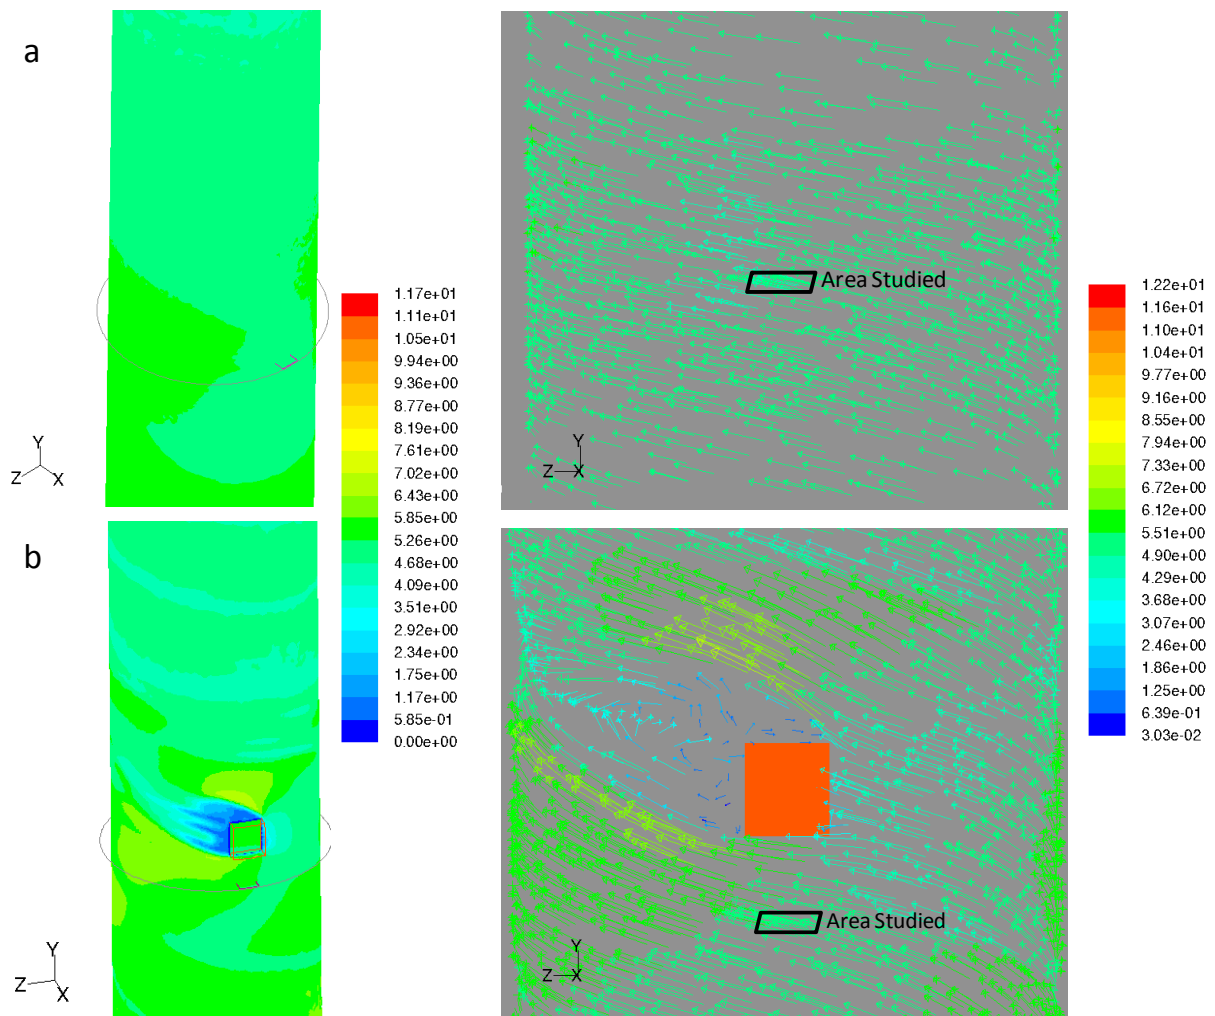 a
Y
Z
X
1.17e+01
1.11e+01
1.05e+01
9.94e+00
9.36e+00
8.77e+00
8.19e+00
7.61e+00
7.02e+00
6.43e+00
5.85e+00
5.26e+00
4.68e+00
4.09e+00
3.51e+00
2.92e+00
2.34e+00
1.75e+00
1.17e+00
5.85e-01
0.00e+00
Area Studied
Y
Z X
1.22e+01
1.16e+01
1.10e+01
1.04e+01
9.77e+00
9.16e+00
8.55e+00
7.94e+00
7.33e+00
6.72e+00
6.12e+00
5.51e+00
4.90e+00
4.29e+00
3.68e+00
3.07e+00
2.46e+00
1.86e+00
1.25e+00
6.39e-01
3.03e-02
b
Y
Z
X
Area Studied
Y
Z X